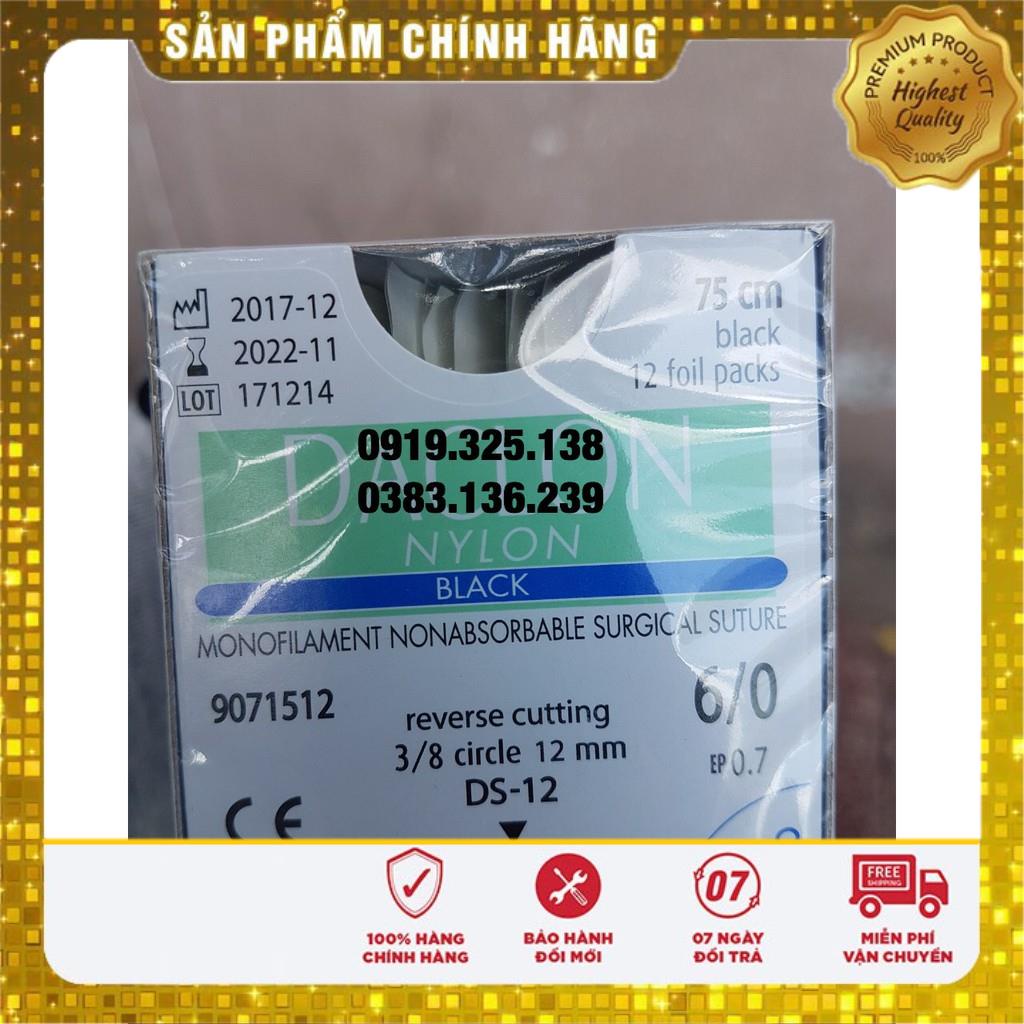 SẢN PHẨM CHÍNH HÃNG
PREMIUM PRODUCT
Highest
Quality
100%
2017-12
2022-11
LOT 171214
75 cm
black
12 foil packs
DACLON
0919.325.138
0383.136.239
NYLON
BLACK
MONOFILAMENT NONABSORBABLE SURGICAL SUTURE
9071512
6/0
reverse cutting
3/8 circle 12 mm
EP 0.7
DS-12
CE
100% HÀNG
CHÍNH HÃNG
BẢO HÀNH
ĐỔI MỚI
07
07 NGÀY
ĐỔI TRẢ
FREE
SHIPPING
MIỄN PHÍ
VẬN CHUYỂN